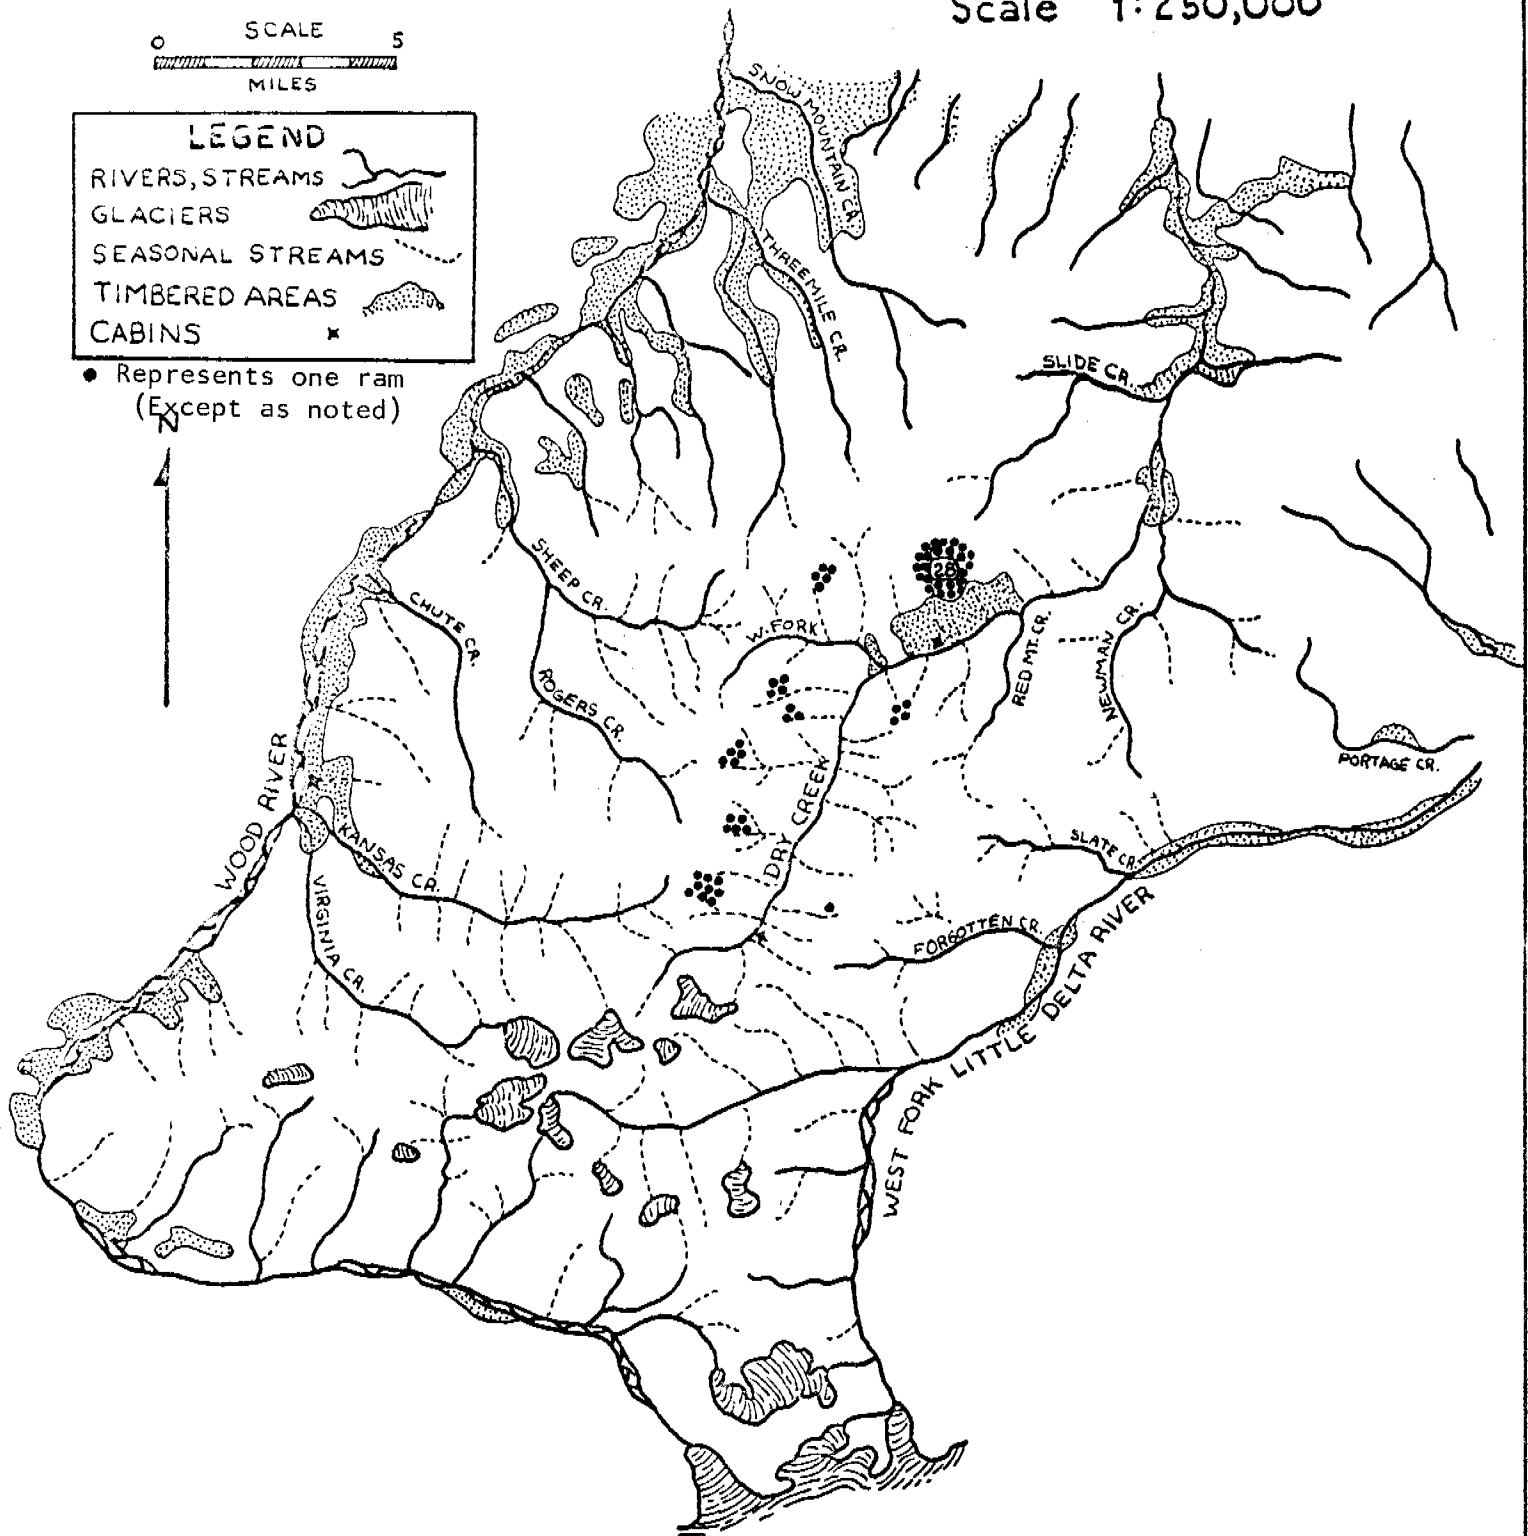 Scale 1:250,000
SCALE
0 5
MILES
LEGEND
RIVERS, STREAMS
GLACIERS
SEASONAL STREAMS
TIMBERED AREAS
CABINS
● Represents one ram
(Except as noted)
N
SNOW MOUNTAIN CR.
THREEMILE CR.
SLIDE CR.
28
SHEEP CR.
W. FORK
CHUTE CR.
RED MT. CR.
NEWMAN CR.
ROGERS CR.
PORTAGE CR.
WOOD RIVER
DRY CREEK
KANSAS CR.
SLATE CR.
VIRGINIA CR.
FORGOTTEN CR.
WEST FORK LITTLE DELTA RIVER